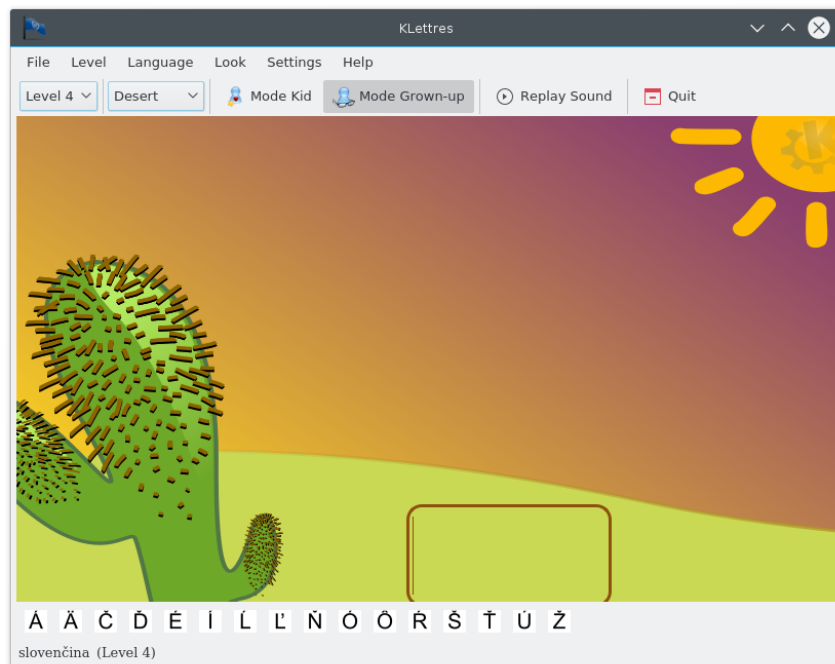 KLettres
File Level Language Look Settings Help
Level 4 Desert Mode Kid Mode Grown-up Replay Sound Quit
Á Ä Č Ď É Í Ĺ Ľ Ň Ó Ô Ŕ Š Ť Ú Ž
slovenčina (Level 4)